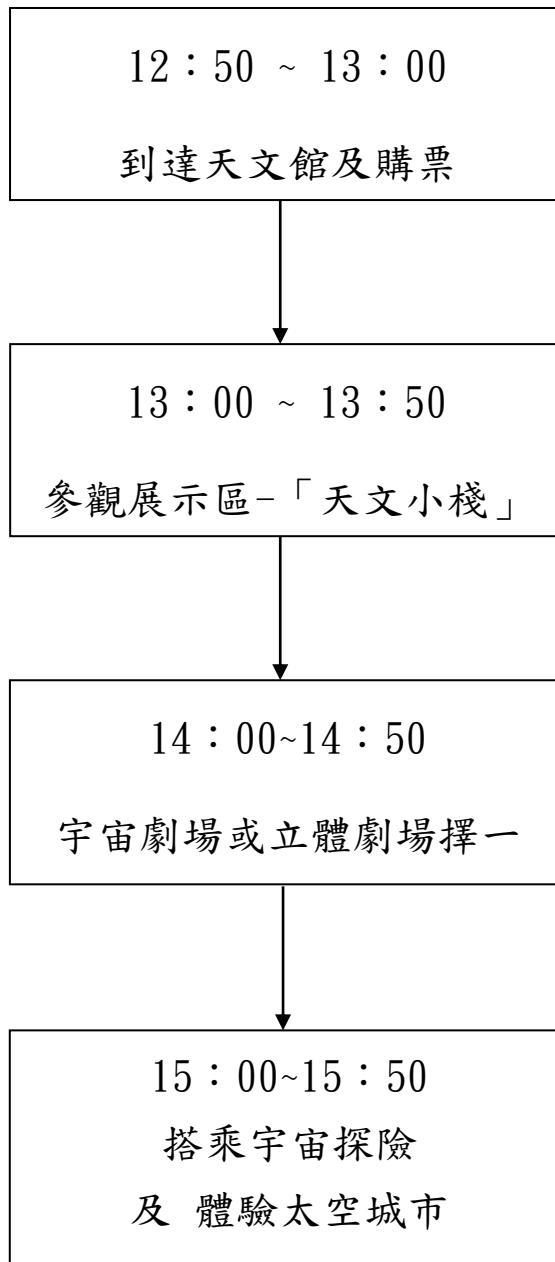 12：50 ~ 13：00
到達天文館及購票
13：00 ~ 13：50
參觀展示區-「天文小棧」
14：00~14：50
宇宙劇場或立體劇場擇一
15：00~15：50
搭乘宇宙探險
及 體驗太空城市